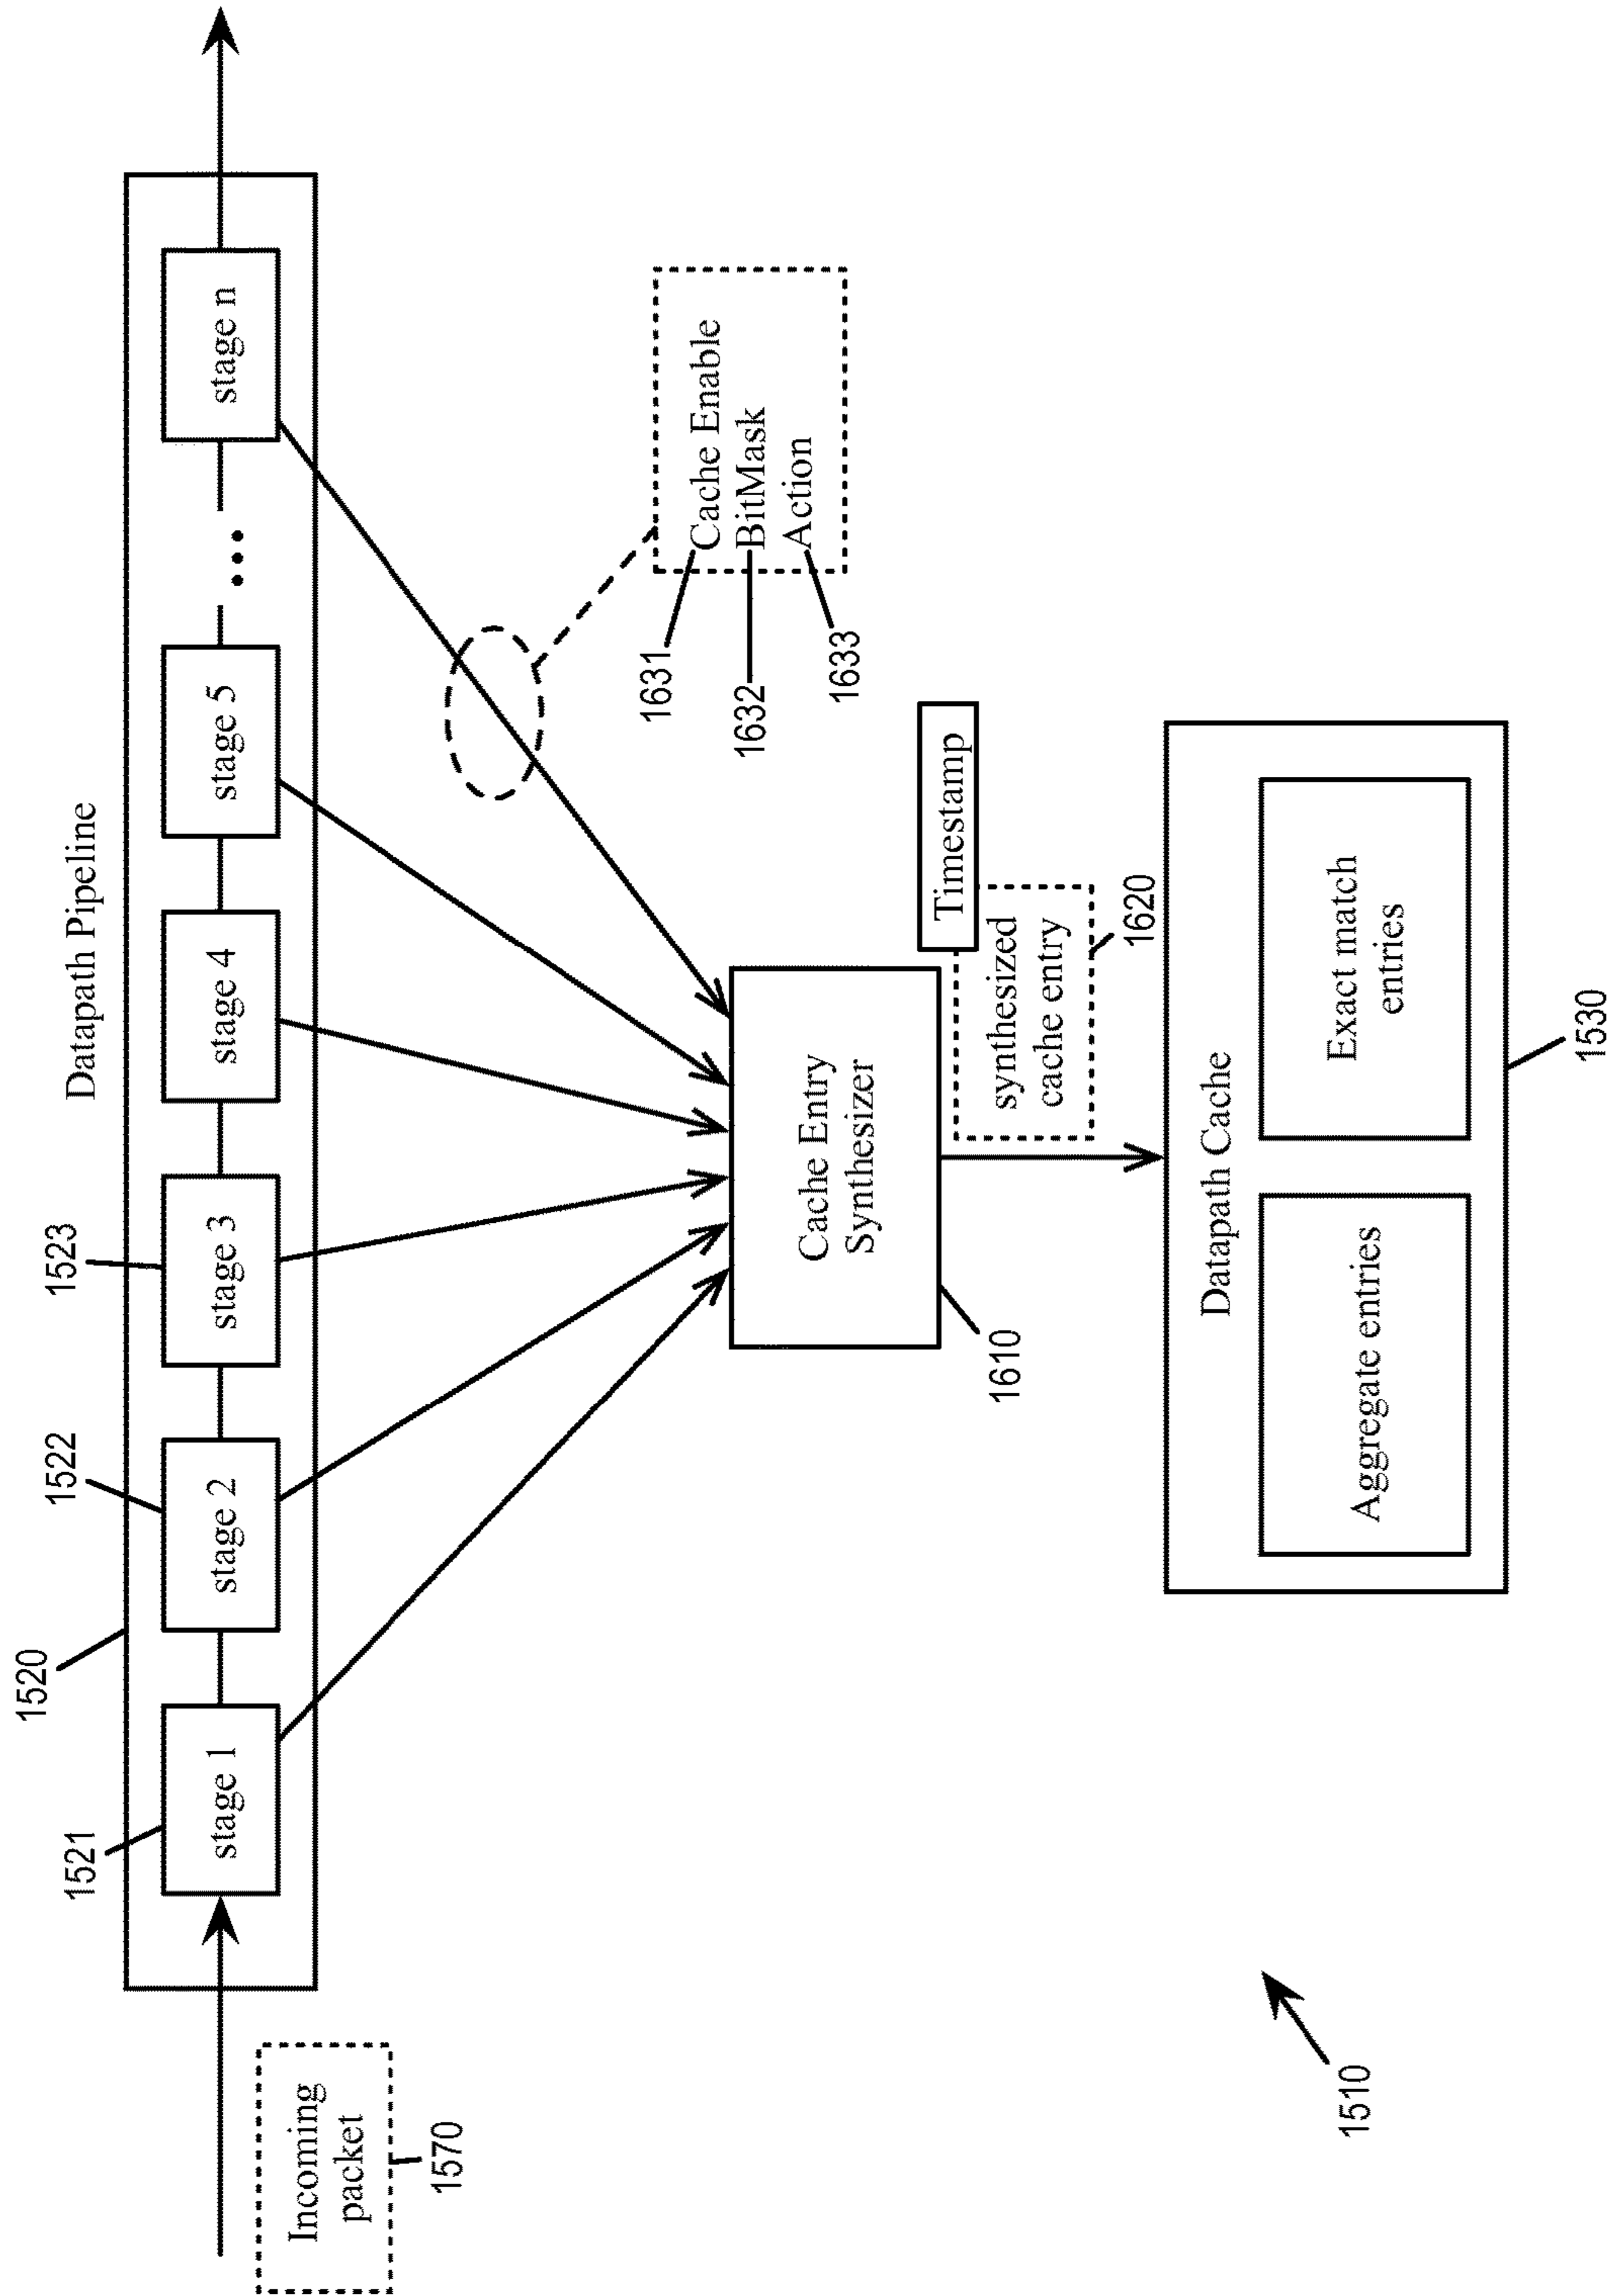 Datapath Pipeline
1520
1521
1522
1523
stage 1
stage 2
stage 3
stage 4
stage 5
...
stage n
Incoming
packet
1570
1631
Cache Enable
1632
BitMask
1633
Action
Cache Entry
Synthesizer
1610
Timestamp
synthesized
cache entry
1620
Datapath Cache
Aggregate entries
Exact match
entries
1530
1510